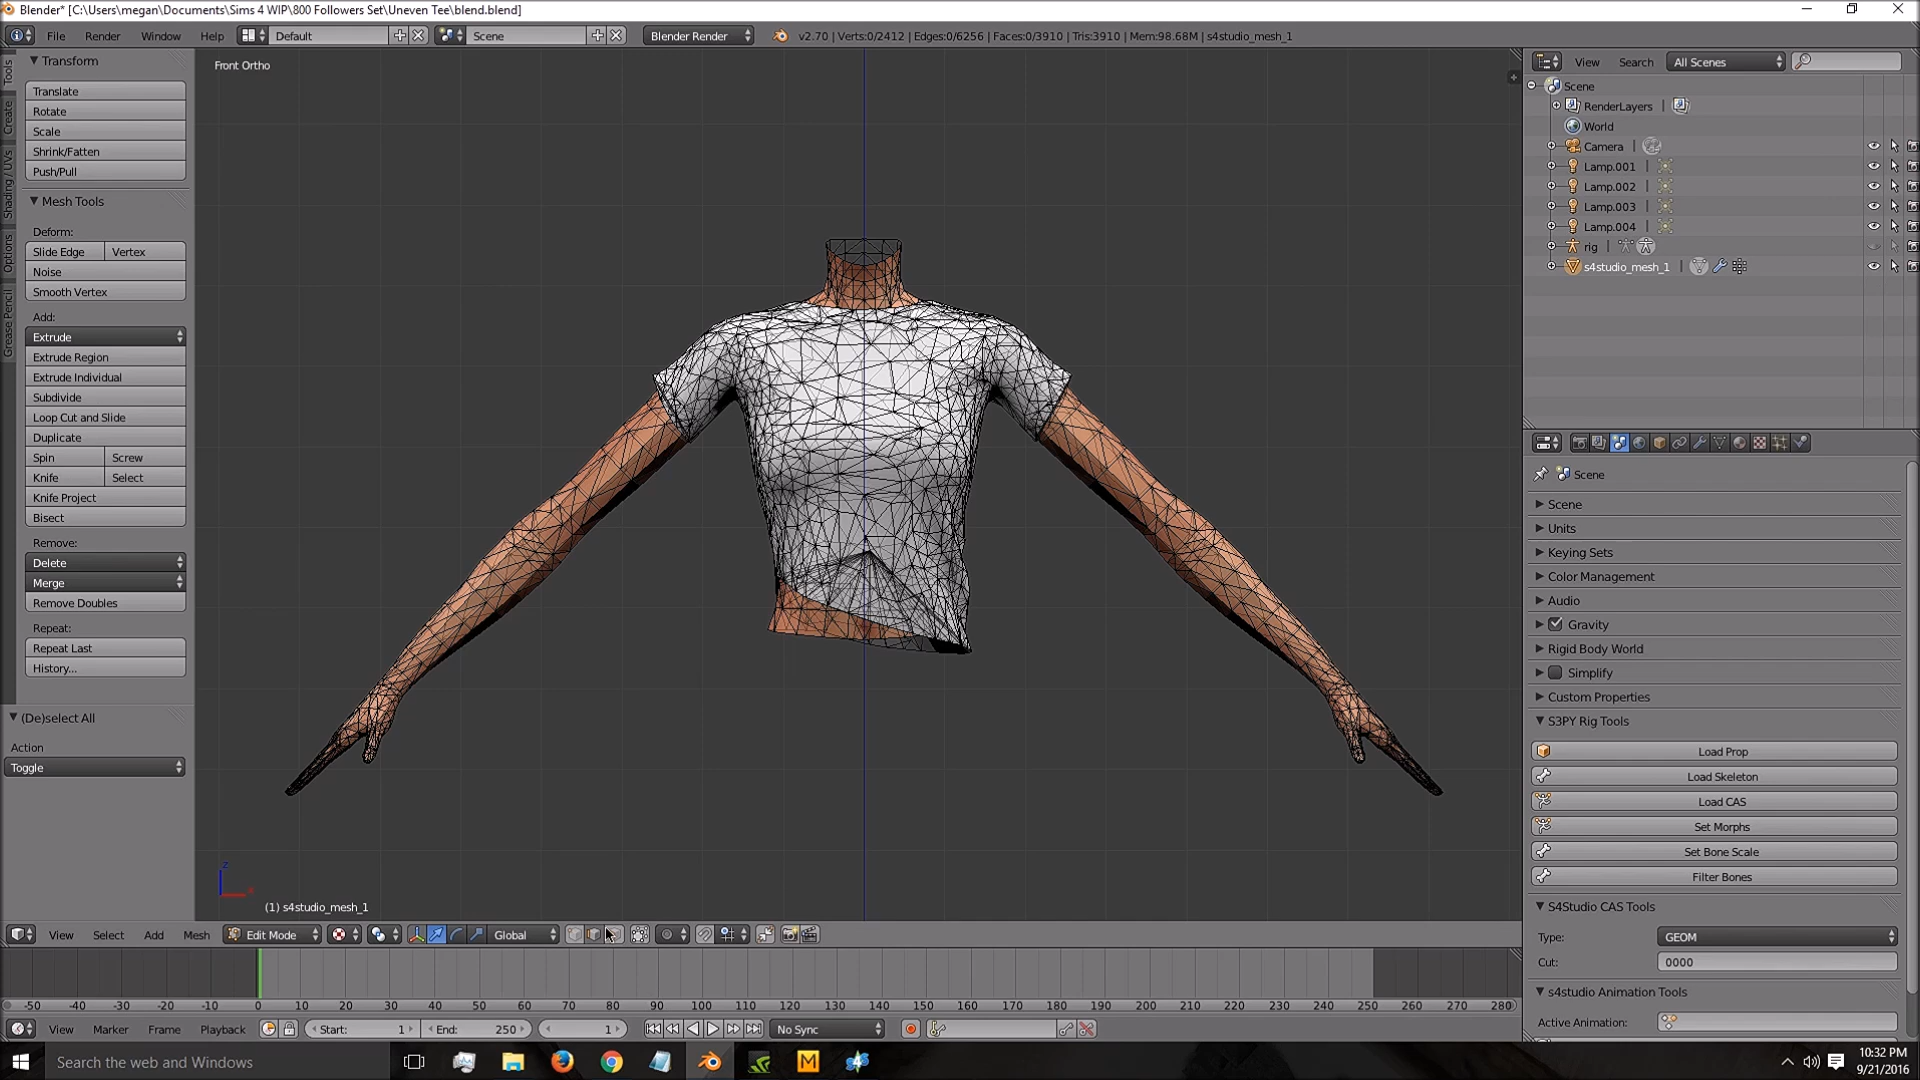 Blender* [C:\Users\megan\Documents\Sims 4 WIP\800 Followers Set\Uneven Tee\blend.blend]
File Render Window Help Default Scene Blender Render v2.70 | Verts:0/2412 | Edges:0/6256 | Faces:0/3910 | Tris:3910 | Mem:98.68M | s4studio_mesh_1
Tools
Create
Shading / UVs
Options
Grease Pencil
Transform
Translate
Rotate
Scale
Shrink/Fatten
Push/Pull
Mesh Tools
Deform:
Slide Edge Vertex
Noise
Smooth Vertex
Add:
Extrude
Extrude Region
Extrude Individual
Subdivide
Loop Cut and Slide
Duplicate
Spin Screw
Knife Select
Knife Project
Bisect
Remove:
Delete
Merge
Remove Doubles
Repeat:
Repeat Last
History...
(De)select All
Action
Toggle
Front Ortho
z
(1) s4studio_mesh_1
View Select Add Mesh Edit Mode Global
View Search All Scenes
Scene
RenderLayers
World
Camera
Lamp.001
Lamp.002
Lamp.003
Lamp.004
rig
s4studio_mesh_1
Scene
Scene
Units
Keying Sets
Color Management
Audio
Gravity
Rigid Body World
Simplify
Custom Properties
S3PY Rig Tools
Load Prop
Load Skeleton
Load CAS
Set Morphs
Set Bone Scale
Filter Bones
S4Studio CAS Tools
Type: GEOM
Cut: 0000
s4studio Animation Tools
Active Animation:
-50 -40 -30 -20 -10 0 10 20 30 40 50 60 70 80 90 100 110 120 130 140 150 160 170 180 190 200 210 220 230 240 250 260 270 280
View Marker Frame Playback Start: 1 End: 250 1 No Sync
Search the web and Windows
10:32 PM
9/21/2016